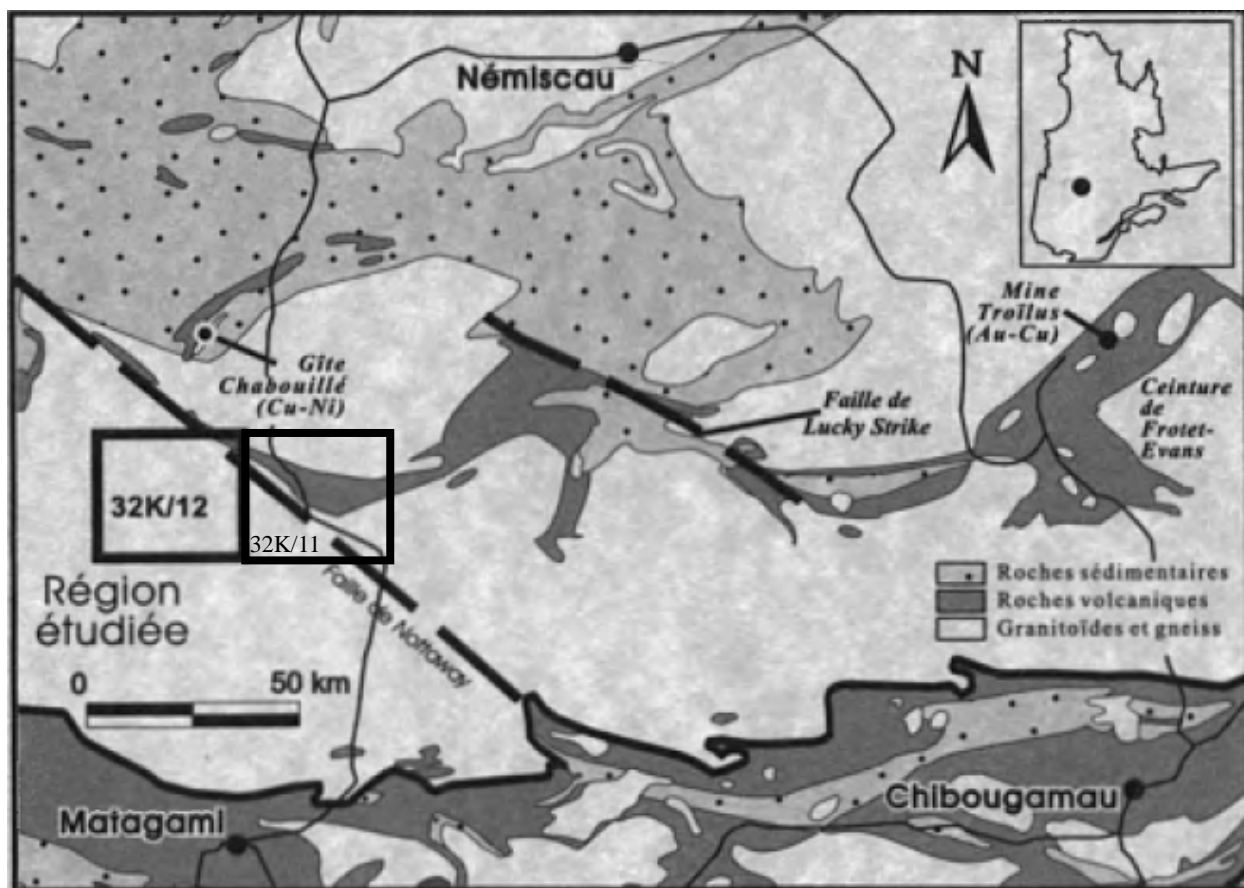 Némiscau
N
Mine
Troïlus
(Au-Cu)
Gîte
Chabouillé
(Cu-Ni)
Ceinture
de
Frotet-
Evans
Faille de
Lucky Strike
32K/12
32K/11
Région
étudiée
Faille de Nottaway
Roches sédimentaires
Roches volcaniques
Granitoïdes et gneiss
0
50 km
Matagami
Chibougamau